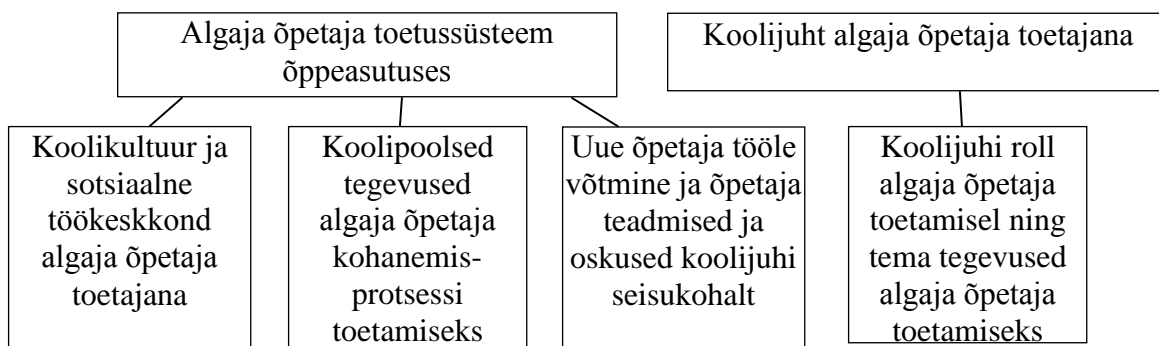 Algaja õpetaja toetussüsteem
õppeasutuses
Koolijuht algaja õpetaja toetajana
Koolikultuur ja
sotsiaalne
töökeskkond
algaja õpetaja
toetajana
Koolipoolsed
tegevused
algaja õpetaja
kohanemis-
protsessi
toetamiseks
Uue õpetaja tööle
võtmine ja õpetaja
teadmised ja
oskused koolijuhi
seisukohalt
Koolijuhi roll
algaja õpetaja
toetamisel ning
tema tegevused
algaja õpetaja
toetamiseks